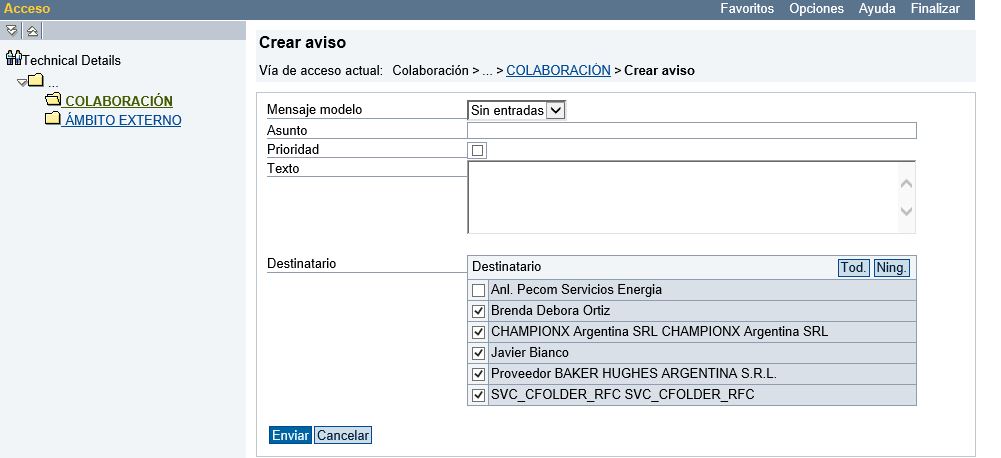 Acceso
Favoritos Opciones Ayuda Finalizar
Technical Details
...
COLABORACIÓN
ÁMBITO EXTERNO
Crear aviso
Vía de acceso actual: Colaboración > ... > COLABORACIÓN > Crear aviso
Mensaje modelo Sin entradas
Asunto
Prioridad
Texto
Destinatario
Destinatario Tod. Ning.
Anl. Pecom Servicios Energia
Brenda Debora Ortiz
CHAMPIONX Argentina SRL CHAMPIONX Argentina SRL
Javier Bianco
Proveedor BAKER HUGHES ARGENTINA S.R.L.
SVC_CFOLDER_RFC SVC_CFOLDER_RFC
Enviar Cancelar